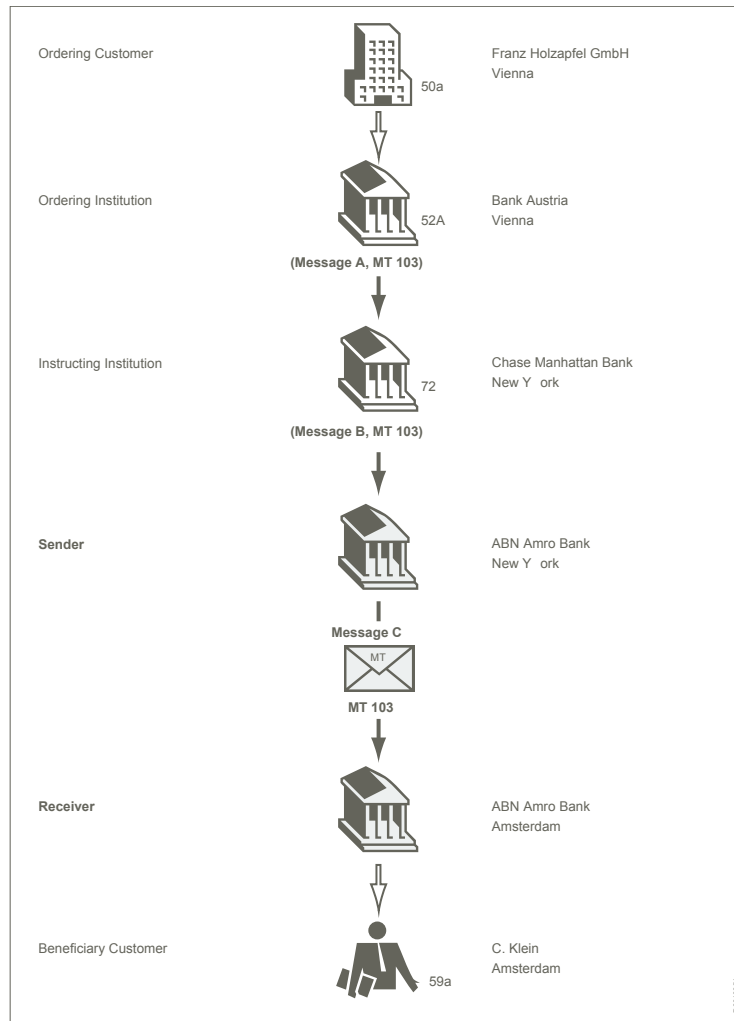 Ordering Customer
Franz Holzapfel GmbH
Vienna
50a
Ordering Institution
Bank Austria
Vienna
52A
(Message A, MT 103)
Instructing Institution
Chase Manhattan Bank
New Y ork
72
(Message B, MT 103)
Sender
ABN Amro Bank
New Y ork
Message C
MT
MT 103
Receiver
ABN Amro Bank
Amsterdam
Beneficiary Customer
C. Klein
Amsterdam
59a